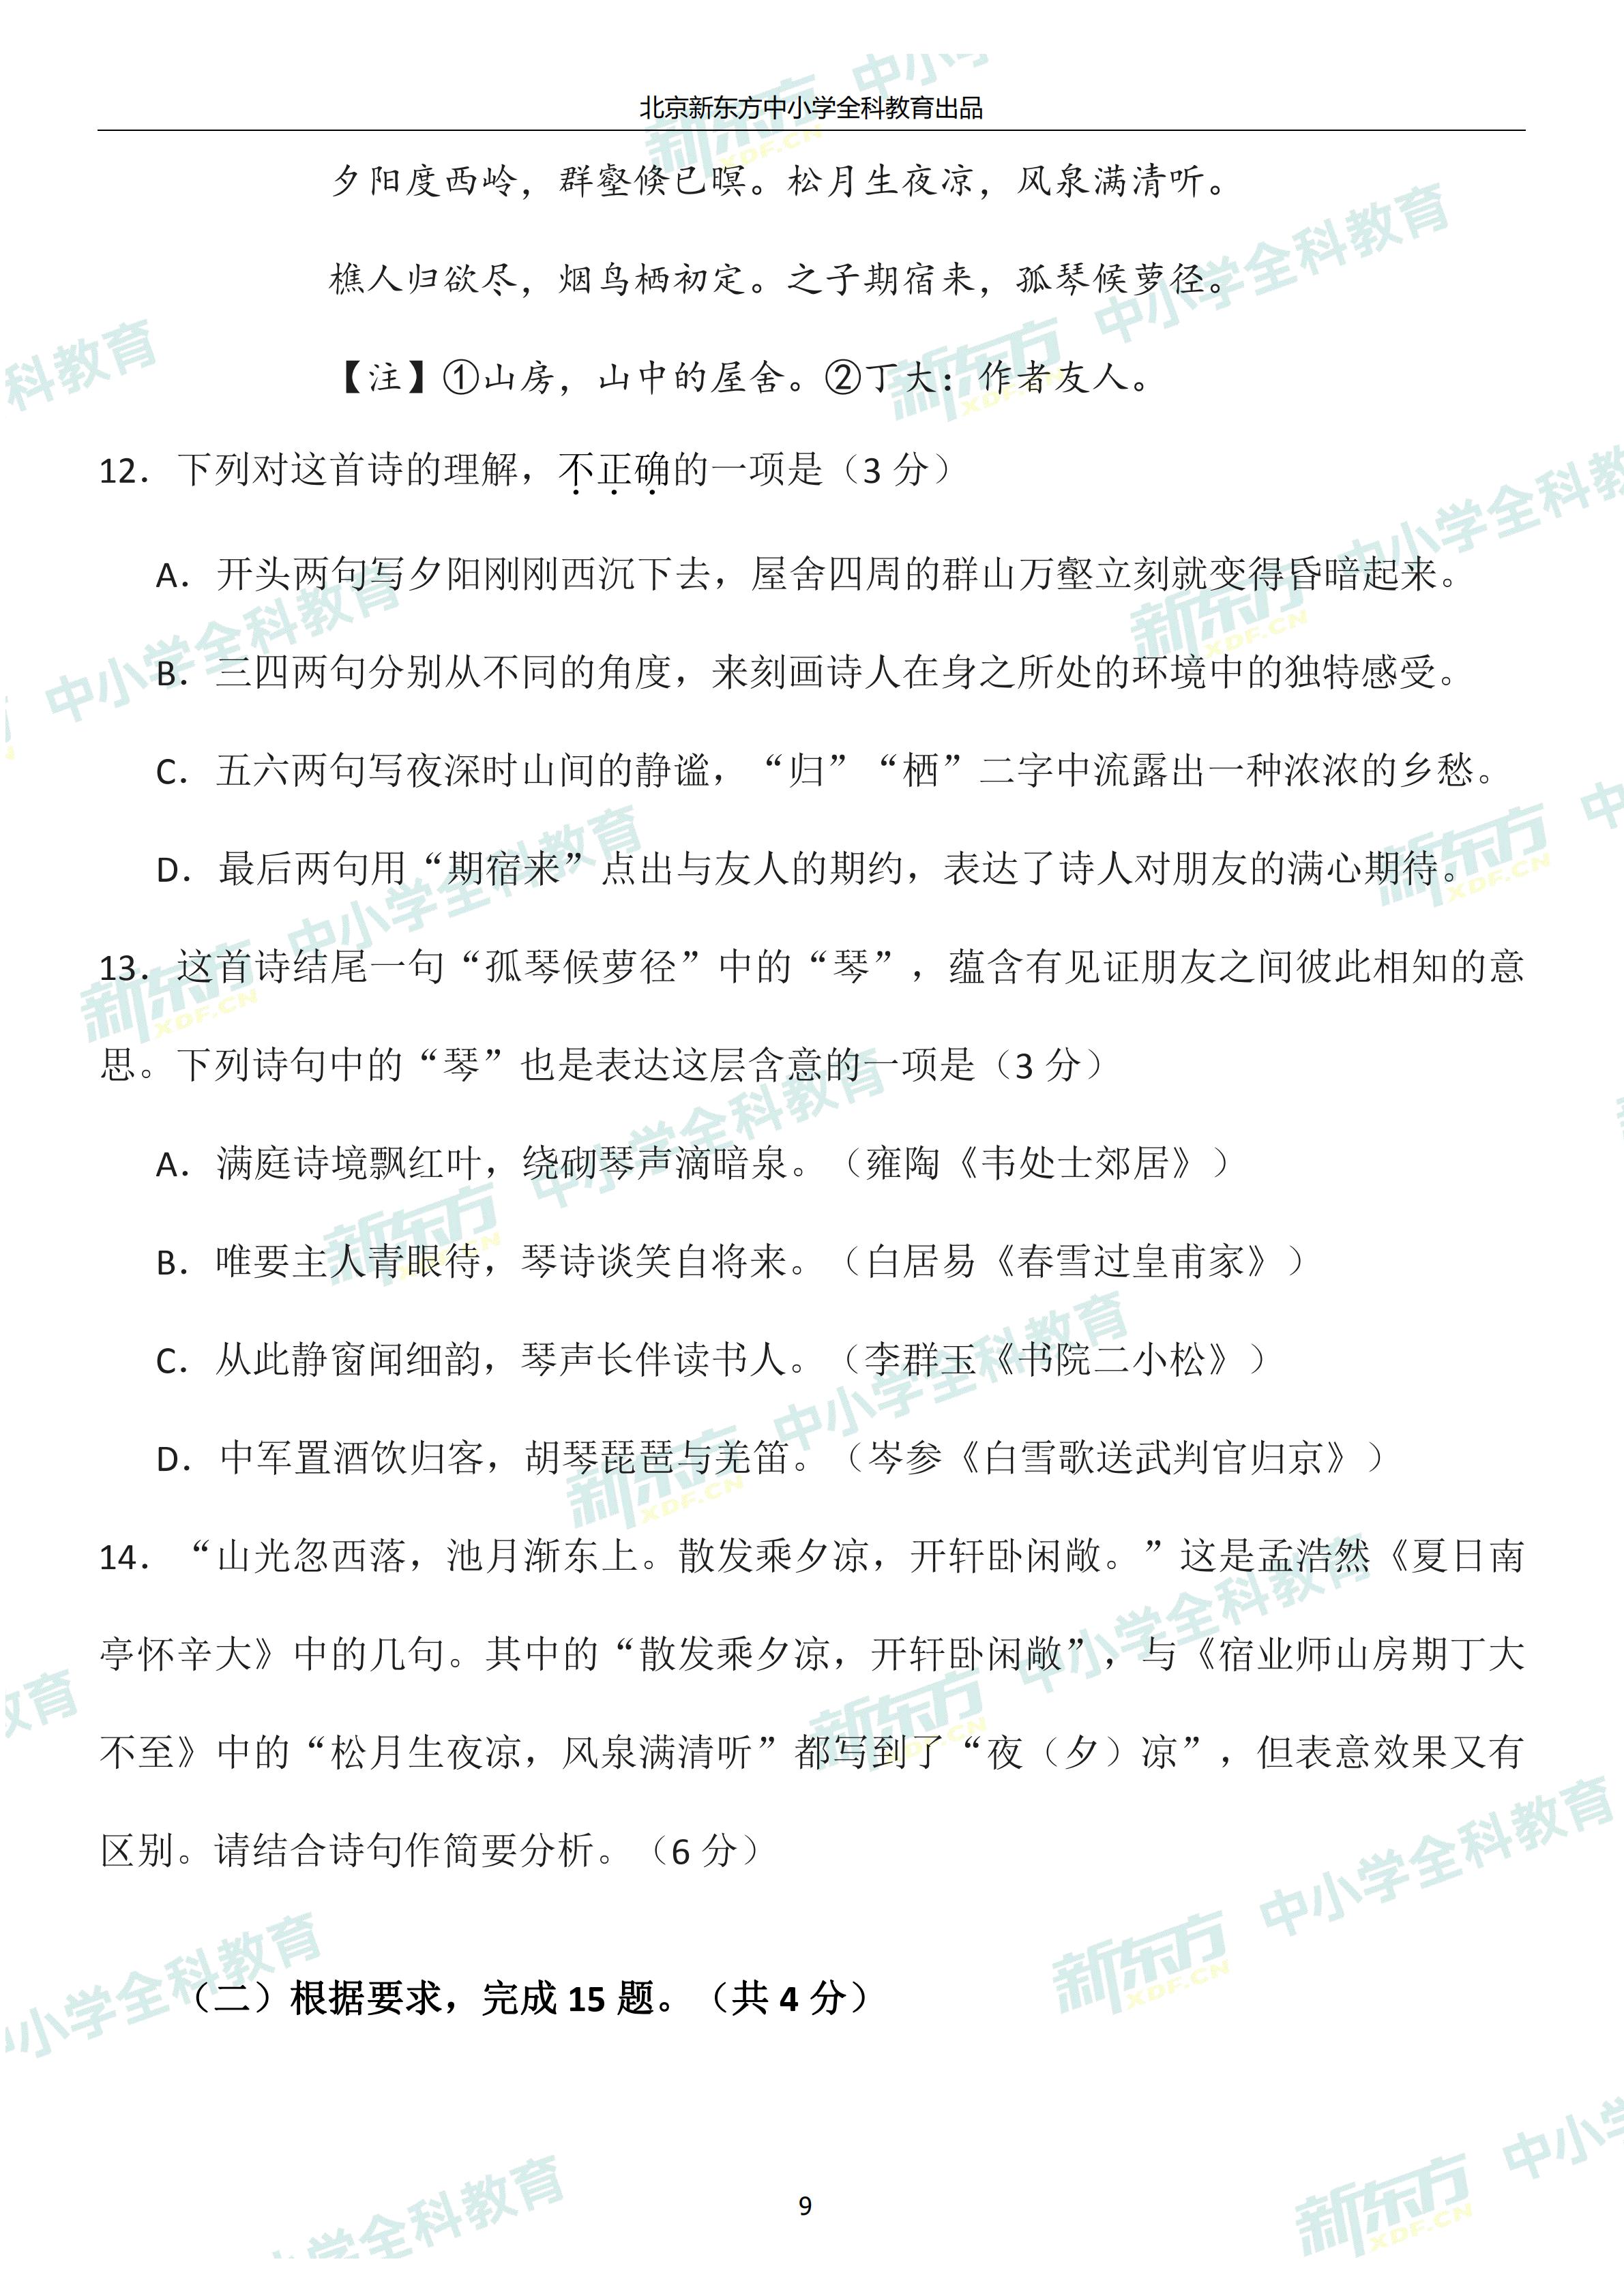 北京新东方中小学全科教育出品
夕阳度西岭，群壑倏已暝。松月生夜凉，风泉满清听。
樵人归欲尽，烟鸟栖初定。之子期宿来，孤琴候萝径。
【注】①山房，山中的屋舍。②丁大：作者友人。
12．下列对这首诗的理解，不正确的一项是（3 分）
A．开头两句写夕阳刚刚西沉下去，屋舍四周的群山万壑立刻就变得昏暗起来。
B．三四两句分别从不同的角度，来刻画诗人在身之所处的环境中的独特感受。
C．五六两句写夜深时山间的静谧，“归”“栖”二字中流露出一种浓浓的乡愁。
D．最后两句用“期宿来”点出与友人的期约，表达了诗人对朋友的满心期待。
13．这首诗结尾一句“孤琴候萝径”中的“琴”，蕴含有见证朋友之间彼此相知的意
思。下列诗句中的“琴”也是表达这层含意的一项是（3 分）
A．满庭诗境飘红叶，绕砌琴声滴暗泉。（雍陶《韦处士郊居》）
B．唯要主人青眼待，琴诗谈笑自将来。（白居易《春雪过皇甫家》）
C．从此静窗闻细韵，琴声长伴读书人。（李群玉《书院二小松》）
D．中军置酒饮归客，胡琴琵琶与羌笛。（岑参《白雪歌送武判官归京》）
14．“山光忽西落，池月渐东上。散发乘夕凉，开轩卧闲敞。”这是孟浩然《夏日南
亭怀辛大》中的几句。其中的“散发乘夕凉，开轩卧闲敞”，与《宿业师山房期丁大
不至》中的“松月生夜凉，风泉满清听”都写到了“夜（夕）凉”，但表意效果又有
区别。请结合诗句作简要分析。（6 分）
（二）根据要求，完成 15 题。（共 4 分）
9
新东方 XDF.CN 中小学全科教育